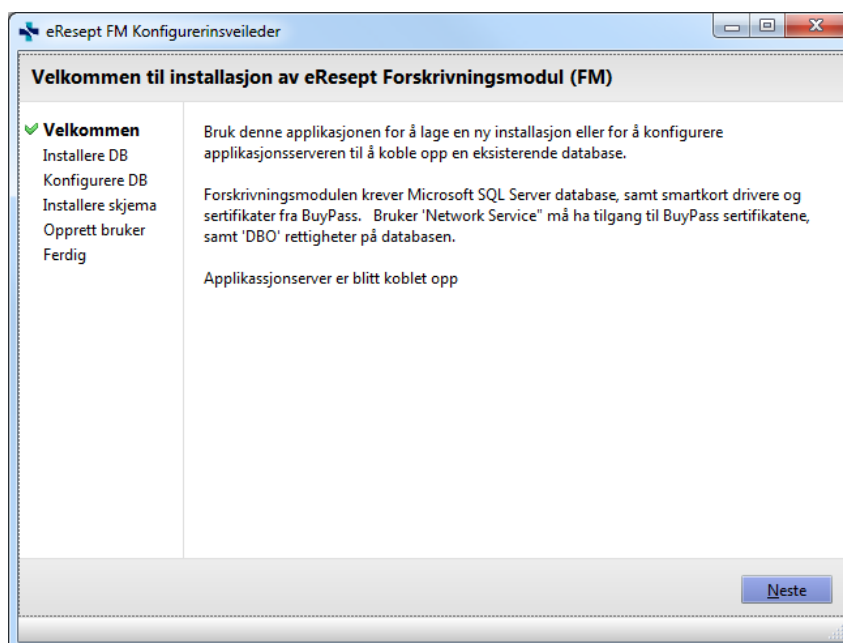 eResept FM Konfigurerinsveileder
Velkommen til installasjon av eResept Forskrivningsmodul (FM)
Velkommen
Installere DB
Konfigurere DB
Installere skjema
Opprett bruker
Ferdig
Bruk denne applikasjonen for å lage en ny installasjon eller for å konfigurere
applikasjonsserveren til å koble opp en eksisterende database.
Forskrivningsmodulen krever Microsoft SQL Server database, samt smartkort drivere og
sertifikater fra BuyPass.   Bruker 'Network Service" må ha tilgang til BuyPass sertifikatene,
samt 'DBO' rettigheter på databasen.
Applikassjonserver er blitt koblet opp
Neste